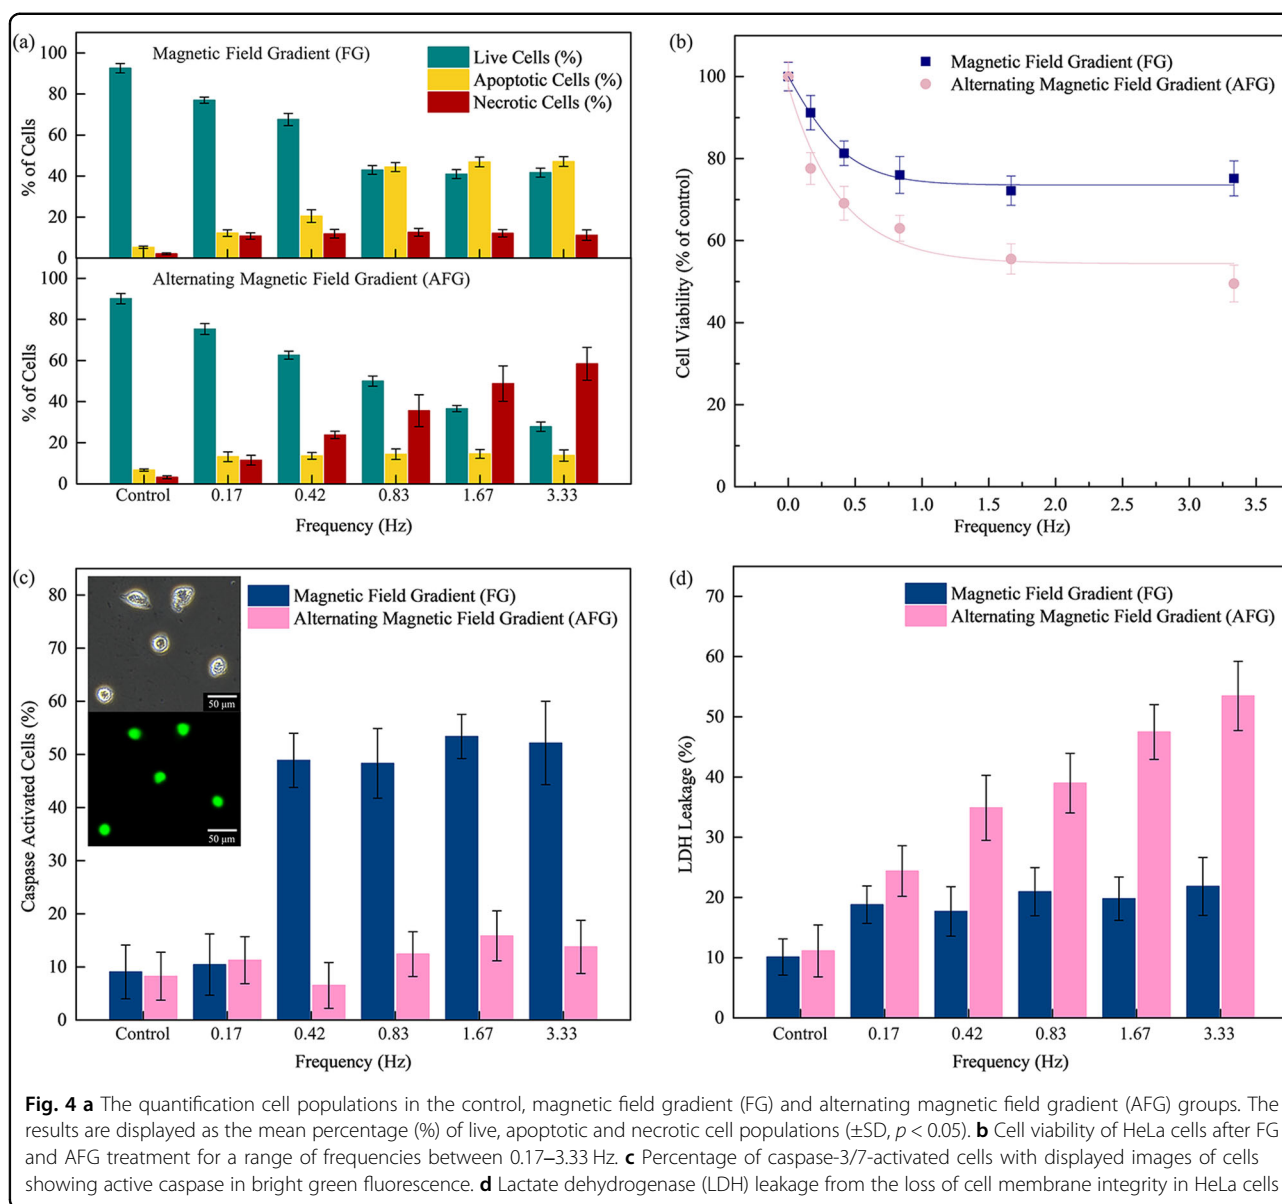 (a)
Magnetic Field Gradient (FG)
Live Cells (%)
Apoptotic Cells (%)
Necrotic Cells (%)
100
80
60
40
20
0
% of Cells
Alternating Magnetic Field Gradient (AFG)
100
80
60
40
20
0
% of Cells
Control 0.17 0.42 0.83 1.67 3.33
Frequency (Hz)
(b)
Magnetic Field Gradient (FG)
Alternating Magnetic Field Gradient (AFG)
100
80
60
40
20
0
Cell Viability (% of control)
0.0 0.5 1.0 1.5 2.0 2.5 3.0 3.5
Frequency (Hz)
(c)
Magnetic Field Gradient (FG)
Alternating Magnetic Field Gradient (AFG)
50 μm
50 μm
80
70
60
50
40
30
20
10
0
Caspase Activated Cells (%)
Control 0.17 0.42 0.83 1.67 3.33
Frequency (Hz)
(d)
Magnetic Field Gradient (FG)
Alternating Magnetic Field Gradient (AFG)
70
60
50
40
30
20
10
0
LDH Leakage (%)
Control 0.17 0.42 0.83 1.67 3.33
Frequency (Hz)
Fig. 4 a The quantification cell populations in the control, magnetic field gradient (FG) and alternating magnetic field gradient (AFG) groups. The
results are displayed as the mean percentage (%) of live, apoptotic and necrotic cell populations (±SD, p < 0.05). b Cell viability of HeLa cells after FG
and AFG treatment for a range of frequencies between 0.17–3.33 Hz. c Percentage of caspase-3/7-activated cells with displayed images of cells
showing active caspase in bright green fluorescence. d Lactate dehydrogenase (LDH) leakage from the loss of cell membrane integrity in HeLa cells